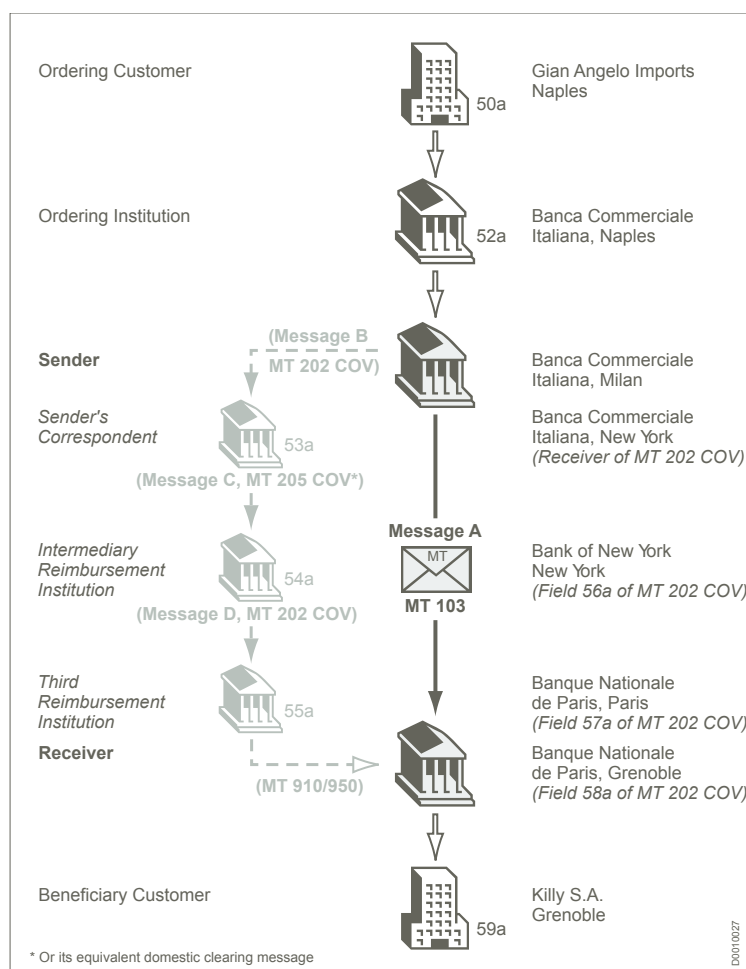 Ordering Customer
50a
Gian Angelo Imports
Naples
Ordering Institution
52a
Banca Commerciale
Italiana, Naples
(Message B
MT 202 COV)
Sender
Banca Commerciale
Italiana, Milan
Sender's
Correspondent
53a
Banca Commerciale
Italiana, New York
(Receiver of MT 202 COV)
(Message C, MT 205 COV*)
Message A
MT
MT 103
Intermediary
Reimbursement
Institution
54a
Bank of New York
New York
(Field 56a of MT 202 COV)
(Message D, MT 202 COV)
Third
Reimbursement
Institution
55a
Banque Nationale
de Paris, Paris
(Field 57a of MT 202 COV)
Receiver
(MT 910/950)
Banque Nationale
de Paris, Grenoble
(Field 58a of MT 202 COV)
Beneficiary Customer
59a
Killy S.A.
Grenoble
* Or its equivalent domestic clearing message
D0010027